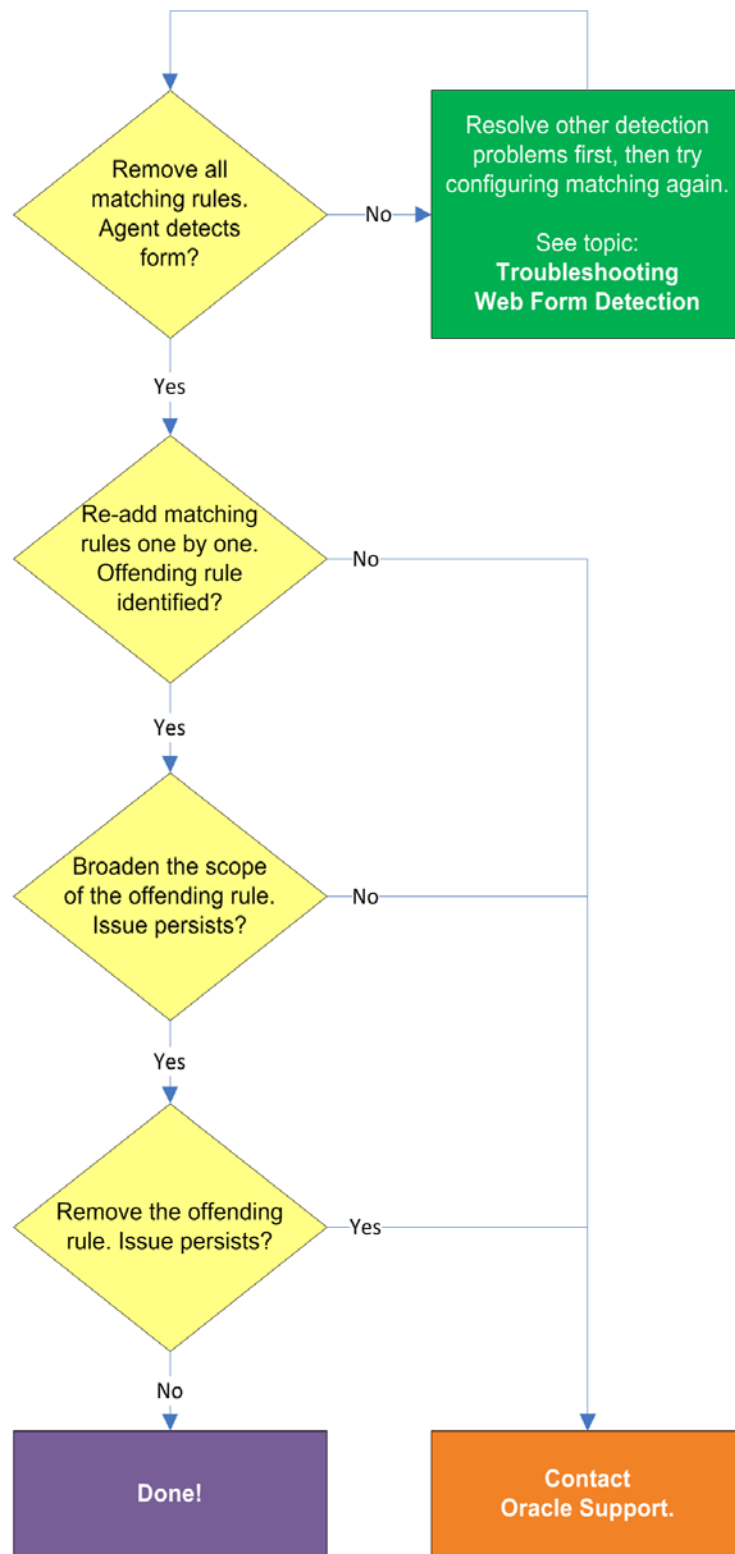 Remove all
matching rules.
Agent detects
form?
No
Resolve other detection
problems first, then try
configuring matching again.
See topic:
Troubleshooting
Web Form Detection
Yes
Re-add matching
rules one by one.
Offending rule
identified?
No
Yes
Broaden the scope
of the offending rule.
Issue persists?
No
Yes
Remove the offending
rule. Issue persists?
Yes
No
Done!
Contact
Oracle Support.